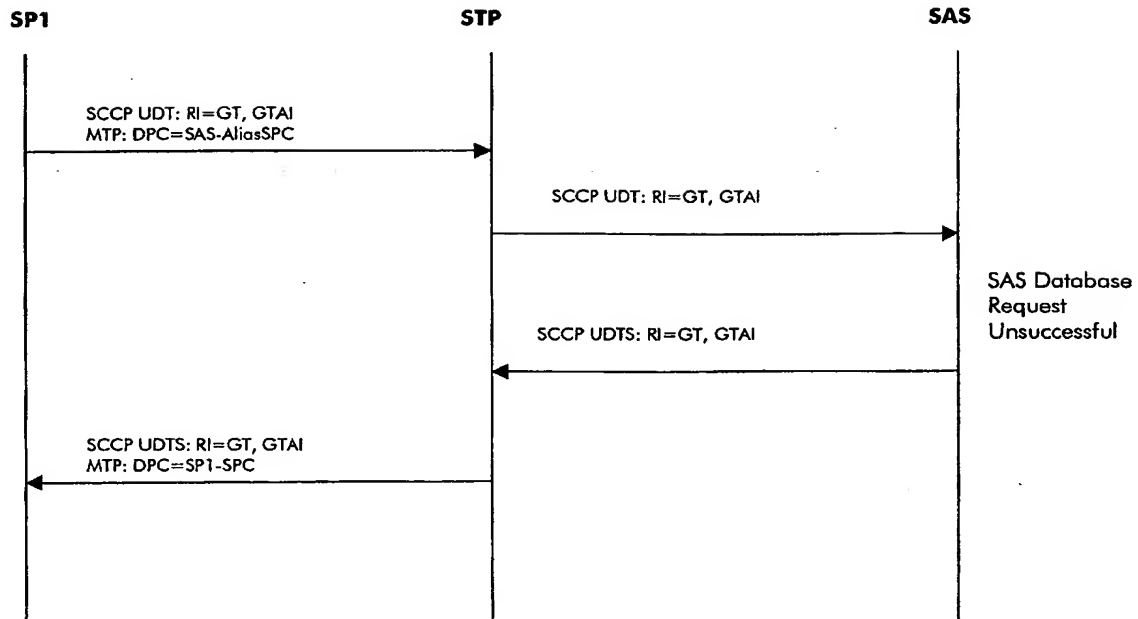 SP1
STP
SAS
SCCP UDT: RI=GT, GTAI
MTP: DPC=SAS-AliasSPC
SCCP UDT: RI=GT, GTAI
SAS Database
Request
Unsuccessful
SCCP UDTS: RI=GT, GTAI
SCCP UDTS: RI=GT, GTAI
MTP: DPC=SP1-SPC